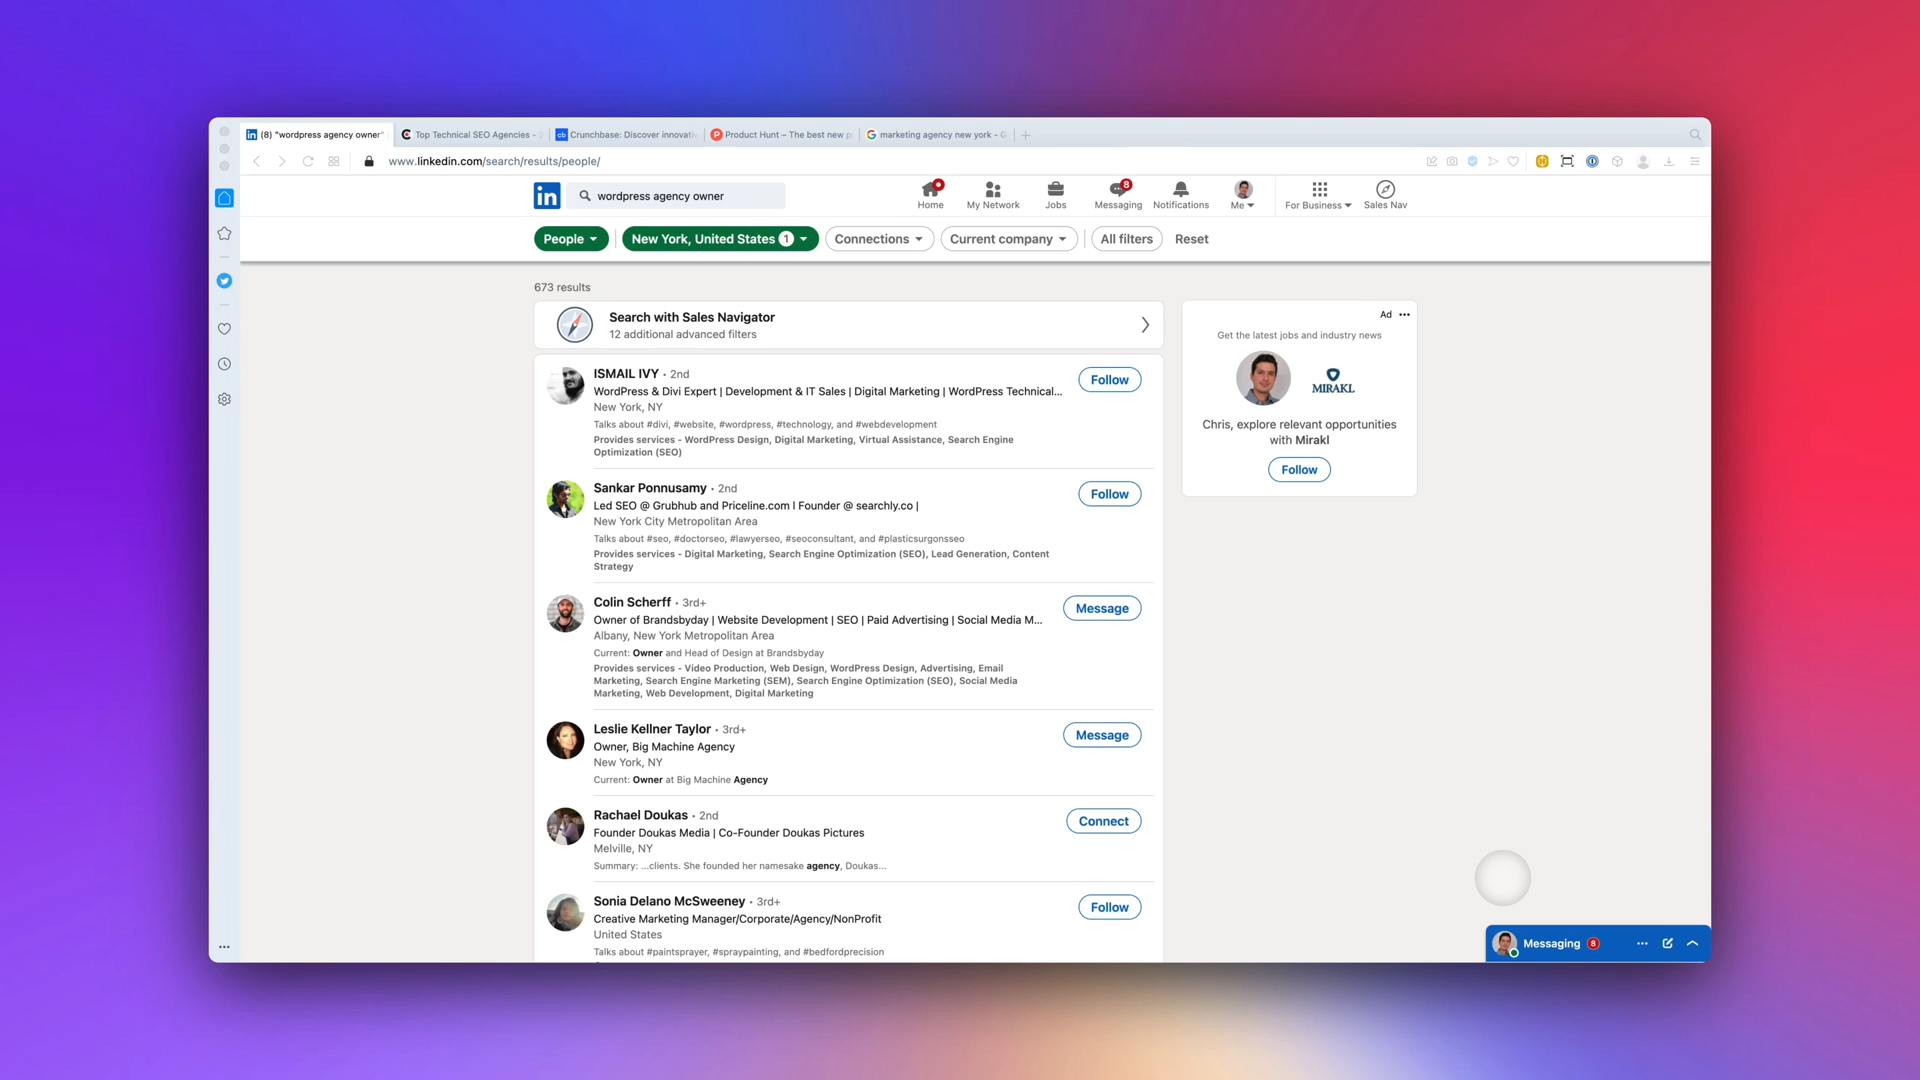 (8) "wordpress agency owner"
Top Technical SEO Agencies - 2
Crunchbase: Discover innovati
Product Hunt – The best new p
marketing agency new york - G
www.linkedin.com/search/results/people/
in
wordpress agency owner
Home
My Network
Jobs
8
Messaging
Notifications
Me
For Business
Sales Nav
People
New York, United States 1
Connections
Current company
All filters
Reset
673 results
Search with Sales Navigator
12 additional advanced filters
ISMAIL IVY • 2nd
WordPress & Divi Expert | Development & IT Sales | Digital Marketing | WordPress Technical...
New York, NY
Talks about #divi, #website, #wordpress, #technology, and #webdevelopment
Provides services - WordPress Design, Digital Marketing, Virtual Assistance, Search Engine
Optimization (SEO)
Follow
Sankar Ponnusamy • 2nd
Led SEO @ Grubhub and Priceline.com l Founder @ searchly.co |
New York City Metropolitan Area
Talks about #seo, #doctorseo, #lawyerseo, #seoconsultant, and #plasticsurgonsseo
Provides services - Digital Marketing, Search Engine Optimization (SEO), Lead Generation, Content
Strategy
Follow
Colin Scherff • 3rd+
Owner of Brandsbyday | Website Development | SEO | Paid Advertising | Social Media M...
Albany, New York Metropolitan Area
Current: Owner and Head of Design at Brandsbyday
Provides services - Video Production, Web Design, WordPress Design, Advertising, Email
Marketing, Search Engine Marketing (SEM), Search Engine Optimization (SEO), Social Media
Marketing, Web Development, Digital Marketing
Message
Leslie Kellner Taylor • 3rd+
Owner, Big Machine Agency
New York, NY
Current: Owner at Big Machine Agency
Message
Rachael Doukas • 2nd
Founder Doukas Media | Co-Founder Doukas Pictures
Melville, NY
Summary: ...clients. She founded her namesake agency, Doukas...
Connect
Sonia Delano McSweeney • 3rd+
Creative Marketing Manager/Corporate/Agency/NonProfit
United States
Talks about #paintsprayer, #spraypainting, and #bedfordprecision
Follow
Ad
Get the latest jobs and industry news
MIRAKL
Chris, explore relevant opportunities
with Mirakl
Follow
Messaging 8